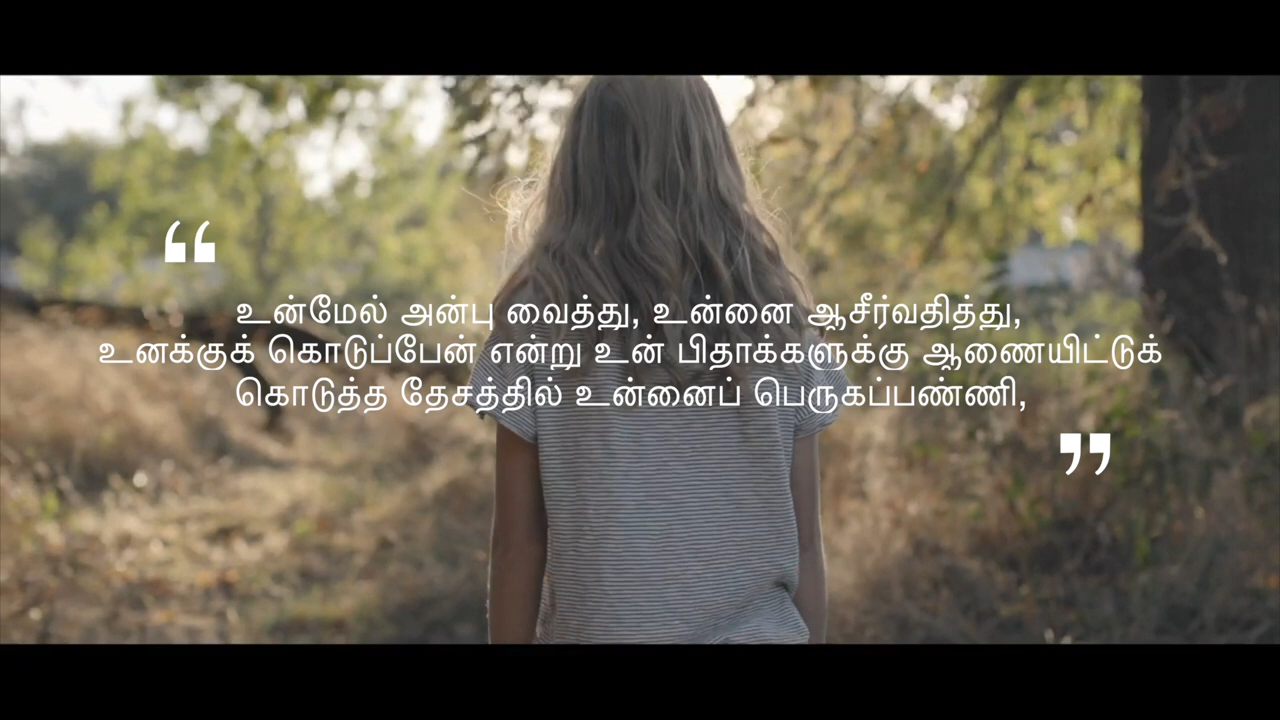 “
உன்மேல் அன்பு வைத்து, உன்னை ஆசீர்வதித்து,
உனக்குக் கொடுப்பேன் என்று உன் பிதாக்களுக்கு ஆணையிட்டுக்
கொடுத்த தேசத்தில் உன்னைப் பெருகப்பண்ணி,
”